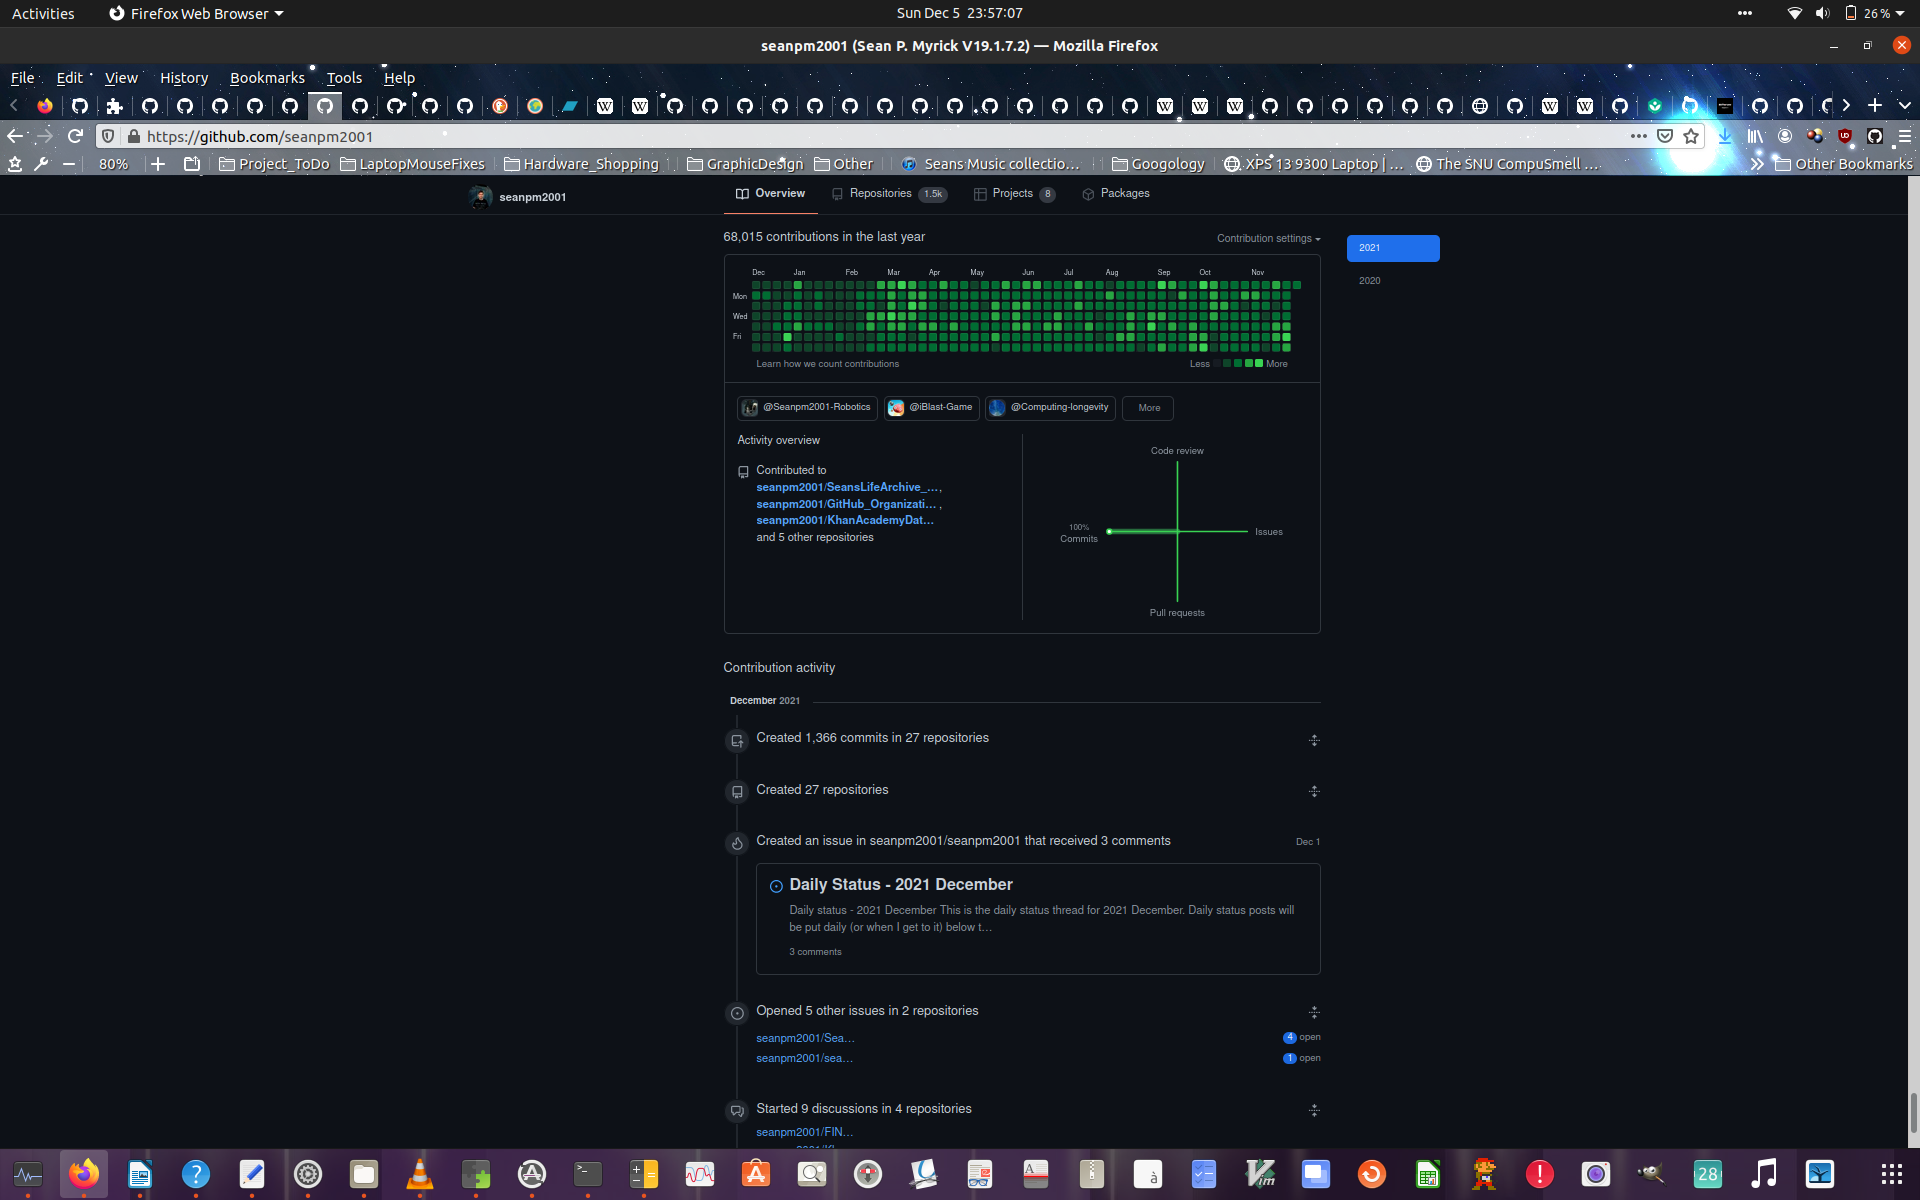 Activities
Firefox Web Browser
Sun Dec 5 23:57:07
26 %
seanpm2001 (Sean P. Myrick V19.1.7.2) — Mozilla Firefox
File Edit View History Bookmarks Tools Help
https://github.com/seanpm2001
80%
Project_ToDo
LaptopMouseFixes
Hardware_Shopping
GraphicDesign
Other
Seans Music collectio…
Googology
XPS 13 9300 Laptop | …
The SNU CompuSmell …
Other Bookmarks
seanpm2001
Overview
Repositories 1.5k
Projects 8
Packages
68,015 contributions in the last year
Contribution settings
2021
2020
Dec Jan Feb Mar Apr May Jun Jul Aug Sep Oct Nov
Mon
Wed
Fri
Learn how we count contributions
Less
More
@Seanpm2001-Robotics
@iBlast-Game
@Computing-longevity
More
Activity overview
Contributed to
seanpm2001/SeansLifeArchive_…,
seanpm2001/GitHub_Organizati… ,
seanpm2001/KhanAcademyDat…
and 5 other repositories
Code review
100%
Commits
Issues
Pull requests
Contribution activity
December 2021
Created 1,366 commits in 27 repositories
Created 27 repositories
Created an issue in seanpm2001/seanpm2001 that received 3 comments
Dec 1
Daily Status - 2021 December
Daily status - 2021 December This is the daily status thread for 2021 December. Daily status posts will
be put daily (or when I get to it) below t…
3 comments
Opened 5 other issues in 2 repositories
seanpm2001/Sea…
4 open
seanpm2001/sea…
1 open
Started 9 discussions in 4 repositories
seanpm2001/FIN…
28